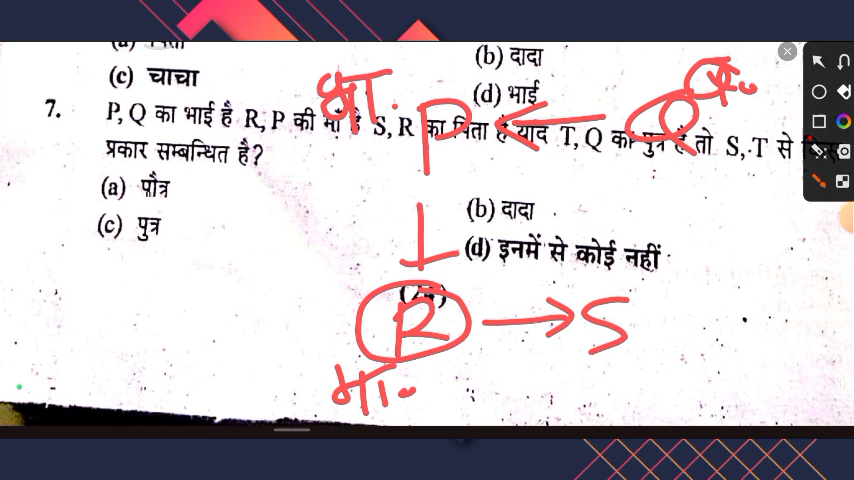 (b) दादा
(c) चाचा
(d) भाई
7. P, Q का भाई है R, P की माँ है S, R का पिता है यदि T, Q का पुत्र है तो S, T से किस
प्रकार सम्बन्धित है?
(a) पौत्र
(b) दादा
(c) पुत्र
(d) इनमें से कोई नहीं
भा.
P
Q
R
S
मा.